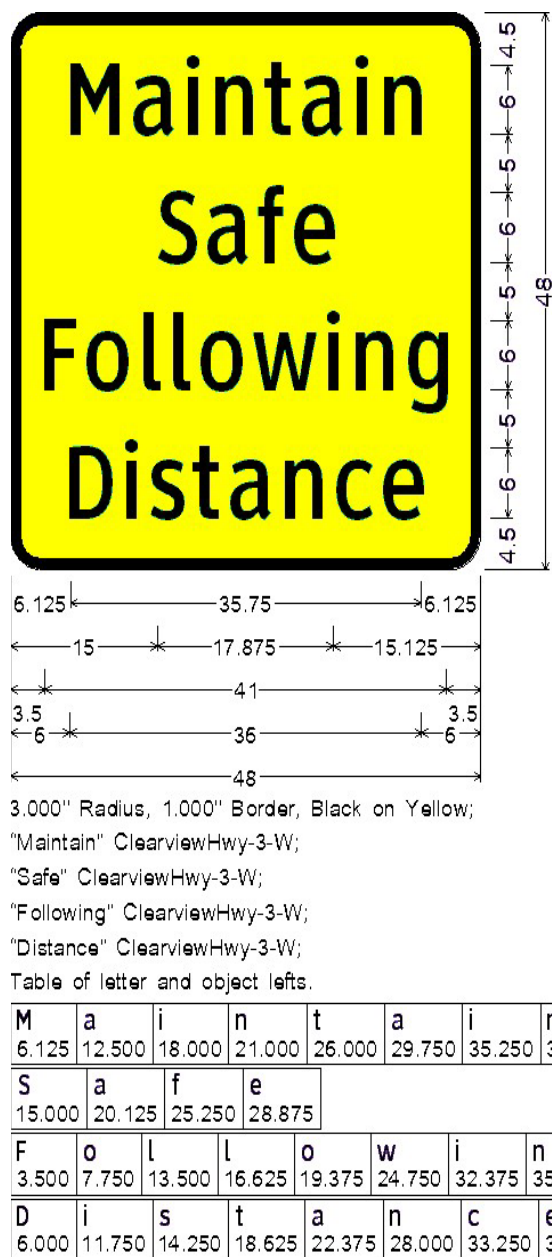 Maintain
Safe
Following
Distance
4.5
6
5
6
5
6
5
6
4.5
48
6.125 35.75 6.125
15 17.875 15.125
41
3.5 3.5
6 36 6
48
3.000" Radius, 1.000" Border, Black on Yellow;
"Maintain" ClearviewHwy-3-W;
"Safe" ClearviewHwy-3-W;
"Following" ClearviewHwy-3-W;
"Distance" ClearviewHwy-3-W;
Table of letter and object lefts.
M a i n t a i
6.125 12.500 18.000 21.000 26.000 29.750 35.250
S a f e
15.000 20.125 25.250 28.875
F o l l o w i n
3.500 7.750 13.500 16.625 19.375 24.750 32.375
D i s t a n c e
6.000 11.750 14.250 18.625 22.375 28.000 33.250